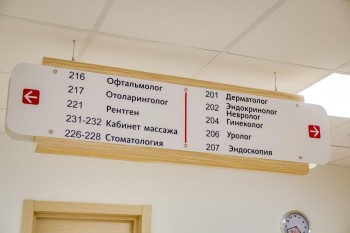 216 Офтальмолог
217 Отоларинголог
221 Рентген
231-232 Кабинет массажа
226-228 Стоматология
201 Дерматолог
202 Эндокринолог
Невролог
204 Гинеколог
206 Уролог
207 Эндоскопия